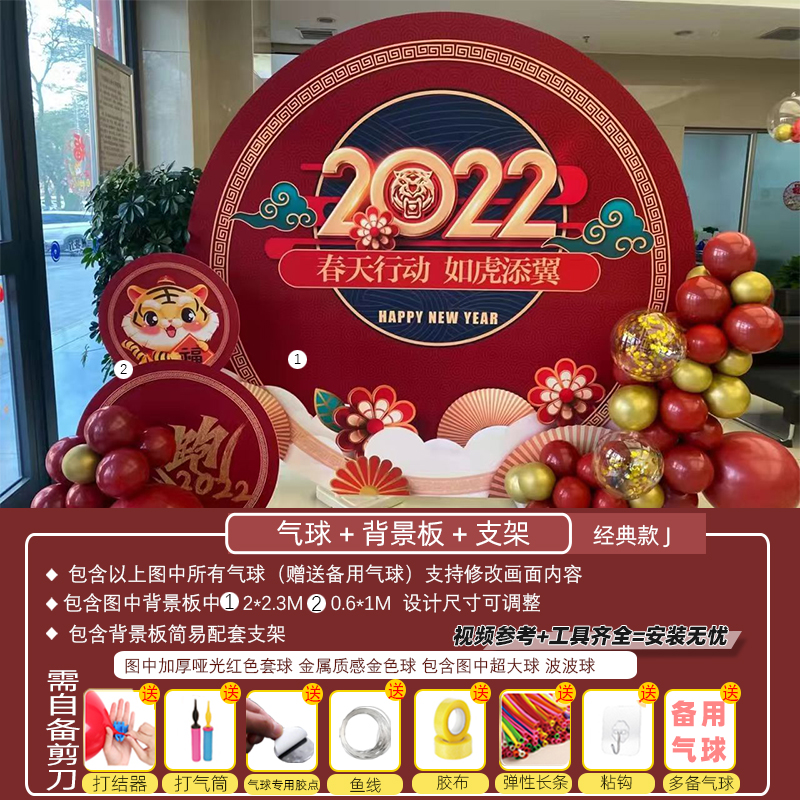 2022
春天行动 如虎添翼
HAPPY NEW YEAR
王
福
1
2
跑
2022
气球+背景板+支架
经典款J
◆ 包含以上图中所有气球（赠送备用气球）支持修改画面内容
◆ 包含图中背景板中① 2*2.3M ② 0.6*1M 设计尺寸可调整
◆ 包含背景板简易配套支架
视频参考+工具齐全=安装无忧
图中加厚哑光红色套球 金属质感金色球 包含图中超大球 波波球
需自备剪刀
送 送 送 送 送 送 送 送
备用
气球
打结器 打气筒 气球专用胶点 鱼线 胶布 弹性长条 粘钩 多备气球